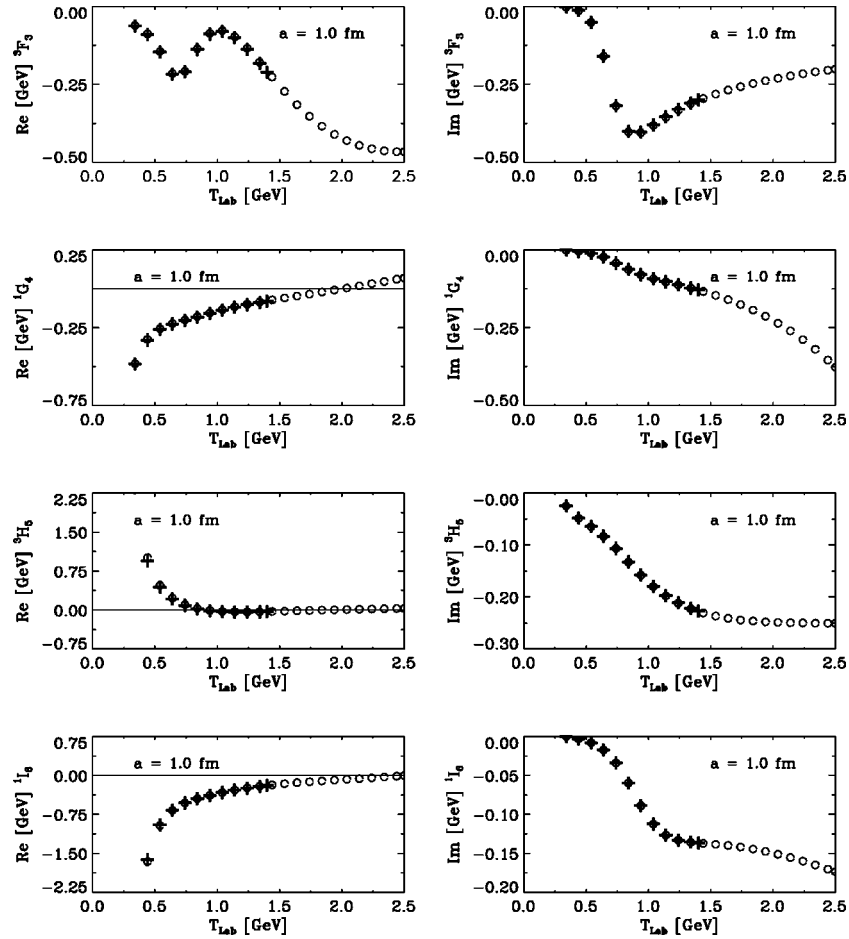 Re [GeV] ³F₃
a = 1.0 fm
-0.00
-0.25
-0.50
0.0 0.5 1.0 1.5 2.0 2.5
T_Lab [GeV]
Im [GeV] ³F₃
a = 1.0 fm
0.00
-0.25
-0.50
0.0 0.5 1.0 1.5 2.0 2.5
T_Lab [GeV]
Re [GeV] ¹G₄
a = 1.0 fm
0.25
-0.25
-0.75
0.0 0.5 1.0 1.5 2.0 2.5
T_Lab [GeV]
Im [GeV] ¹G₄
a = 1.0 fm
0.00
-0.25
-0.50
0.0 0.5 1.0 1.5 2.0 2.5
T_Lab [GeV]
Re [GeV] ³H₅
a = 1.0 fm
2.25
1.50
0.75
0.00
-0.75
0.0 0.5 1.0 1.5 2.0 2.5
T_Lab [GeV]
Im [GeV] ³H₅
a = 1.0 fm
-0.00
-0.10
-0.20
-0.30
0.0 0.5 1.0 1.5 2.0 2.5
T_Lab [GeV]
Re [GeV] ¹I₆
a = 1.0 fm
0.75
0.00
-0.75
-1.50
-2.25
0.0 0.5 1.0 1.5 2.0 2.5
T_Lab [GeV]
Im [GeV] ¹I₆
a = 1.0 fm
0.00
-0.05
-0.10
-0.15
-0.20
0.0 0.5 1.0 1.5 2.0 2.5
T_Lab [GeV]